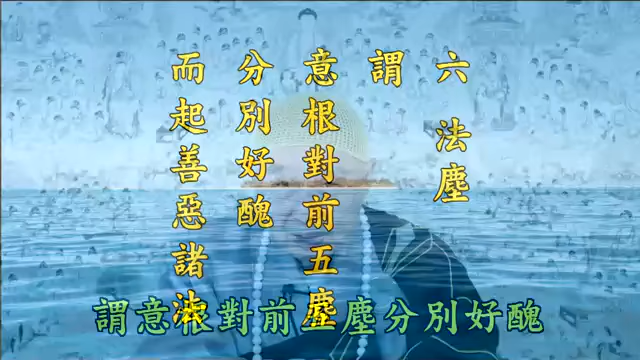 六 法塵
謂
意根對前五塵
分別好醜
而起善惡諸法
謂意根對前五塵分別好醜